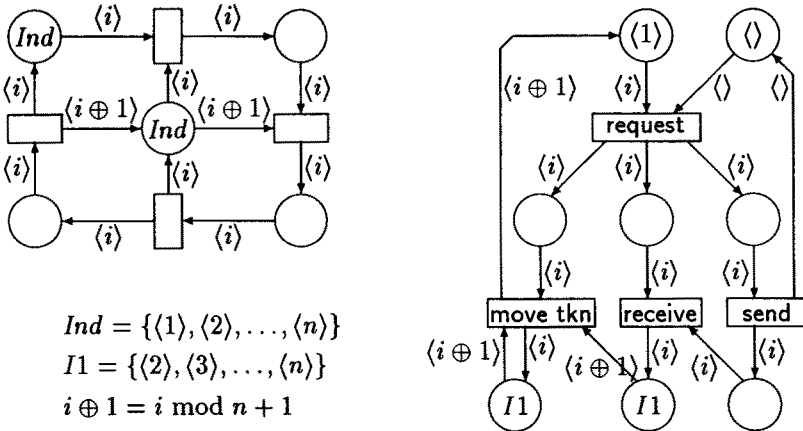 ⟨i⟩ ⟨i⟩
Ind
⟨i⟩ ⟨i⟩ ⟨i⟩
⟨i ⊕ 1⟩ ⟨i ⊕ 1⟩
Ind
⟨i⟩ ⟨i⟩ ⟨i⟩
⟨i⟩ ⟨i⟩
Ind = {⟨1⟩, ⟨2⟩, . . . , ⟨n⟩}
I1 = {⟨2⟩, ⟨3⟩, . . . , ⟨n⟩}
i ⊕ 1 = i mod n + 1
⟨1⟩ ⟨⟩
⟨i ⊕ 1⟩ ⟨i⟩ ⟨⟩ ⟨⟩
request
⟨i⟩ ⟨i⟩ ⟨i⟩
⟨i⟩ ⟨i⟩ ⟨i⟩
move tkn receive send
⟨i ⊕ 1⟩ ⟨i⟩ ⟨i ⊕ 1⟩ ⟨i⟩ ⟨i⟩ ⟨i⟩
I1 I1